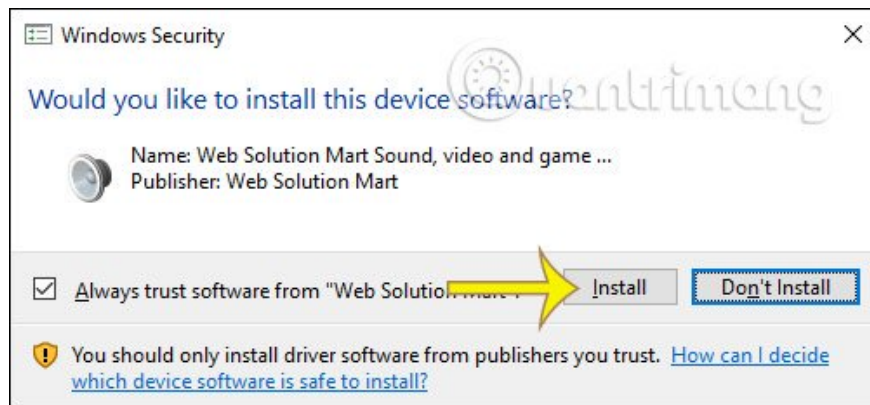 Windows Security
Quantrimang
Would you like to install this device software?
Name: Web Solution Mart Sound, video and game ...
Publisher: Web Solution Mart
Always trust software from "Web Solution Mart".
Install
Don't Install
You should only install driver software from publishers you trust. How can I decide
which device software is safe to install?